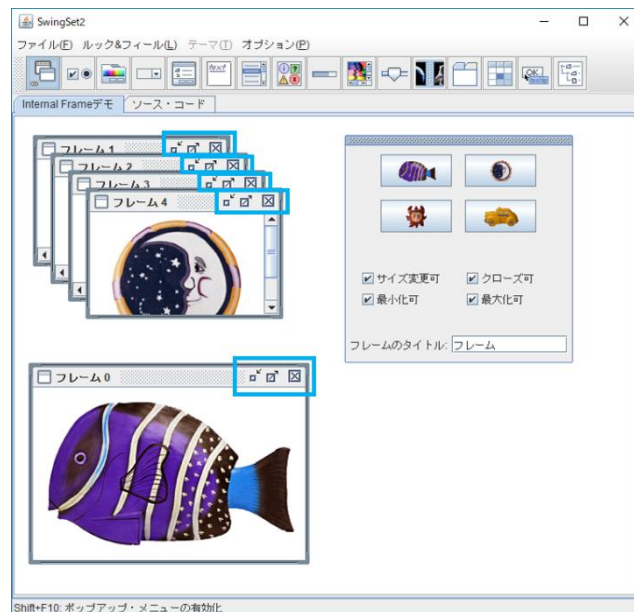 SwingSet2
ファイル(F) ルック&フィール(L) テーマ(T) オプション(P)
text
OK
Internal Frameデモ ソース・コード
フレーム 1
フレーム 2
フレーム 3
フレーム 4
サイズ変更可 クローズ可
最小化可 最大化可
フレームのタイトル: フレーム
フレーム 0
Shift+F10: ポップアップ・メニューの有効化